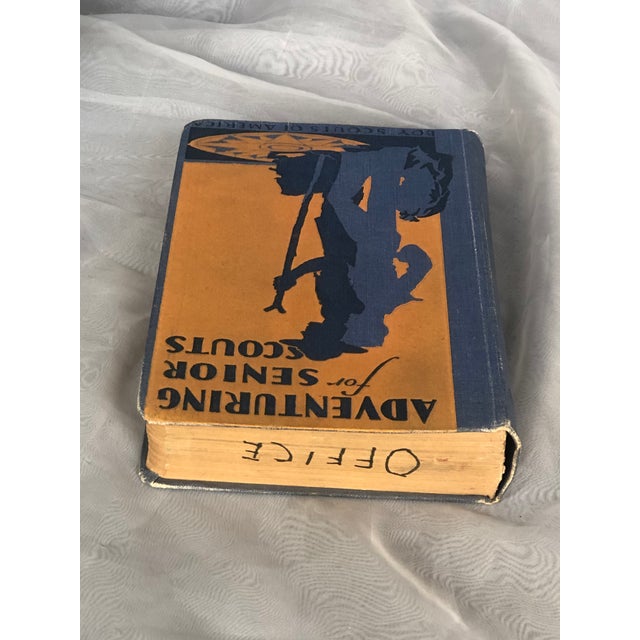 ADVENTURING
for SENIOR
SCOUTS
BOY SCOUTS OF AMERICA
OFFICE